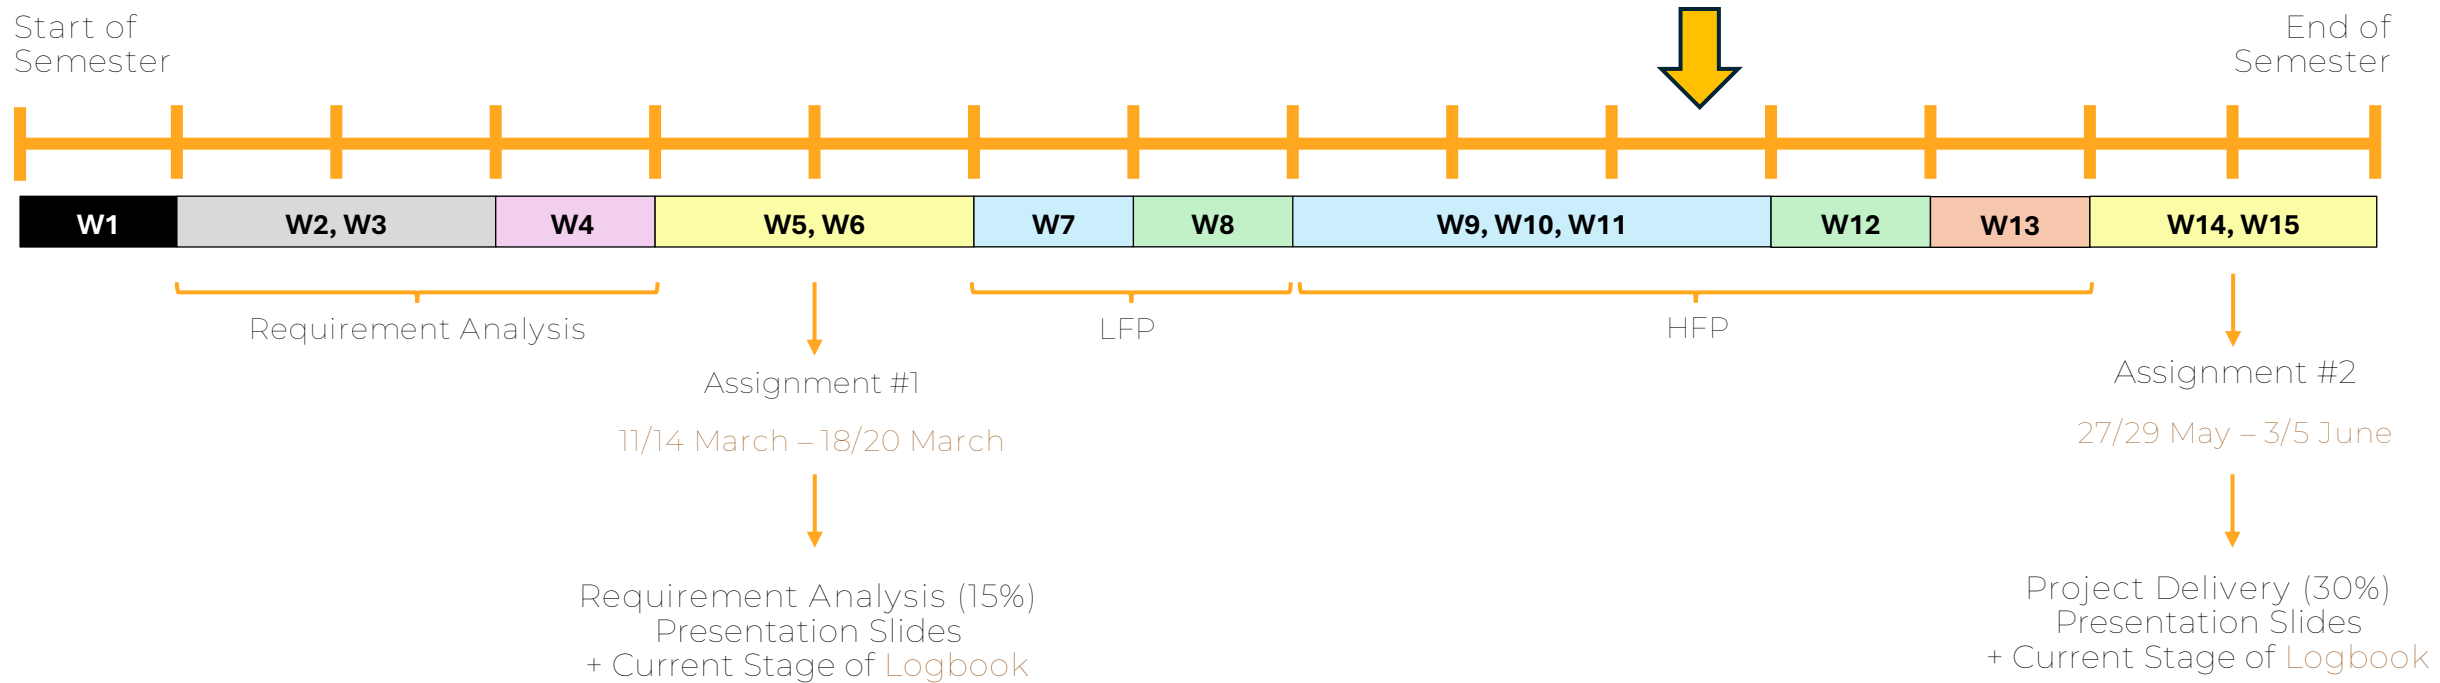 Start of
Semester
End of
Semester
W1
W2, W3
W4
W5, W6
W7
W8
W9, W10, W11
W12
W13
W14, W15
Requirement Analysis
LFP
HFP
Assignment #1
11/14 March – 18/20 March
Requirement Analysis (15%)
Presentation Slides
+ Current Stage of Logbook
Assignment #2
27/29 May – 3/5 June
Project Delivery (30%)
Presentation Slides
+ Current Stage of Logbook